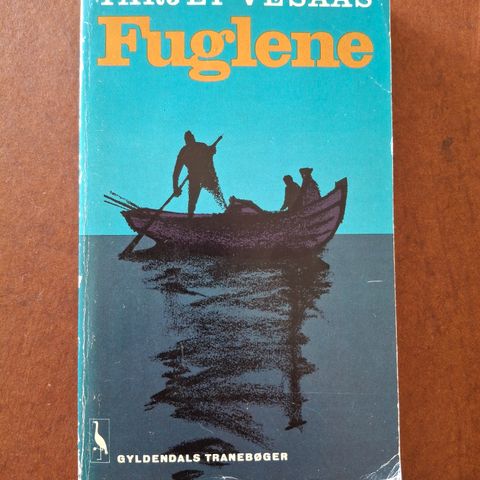 TARJEI VESAAS
Fuglene
GYLDENDALS TRANEBØGER